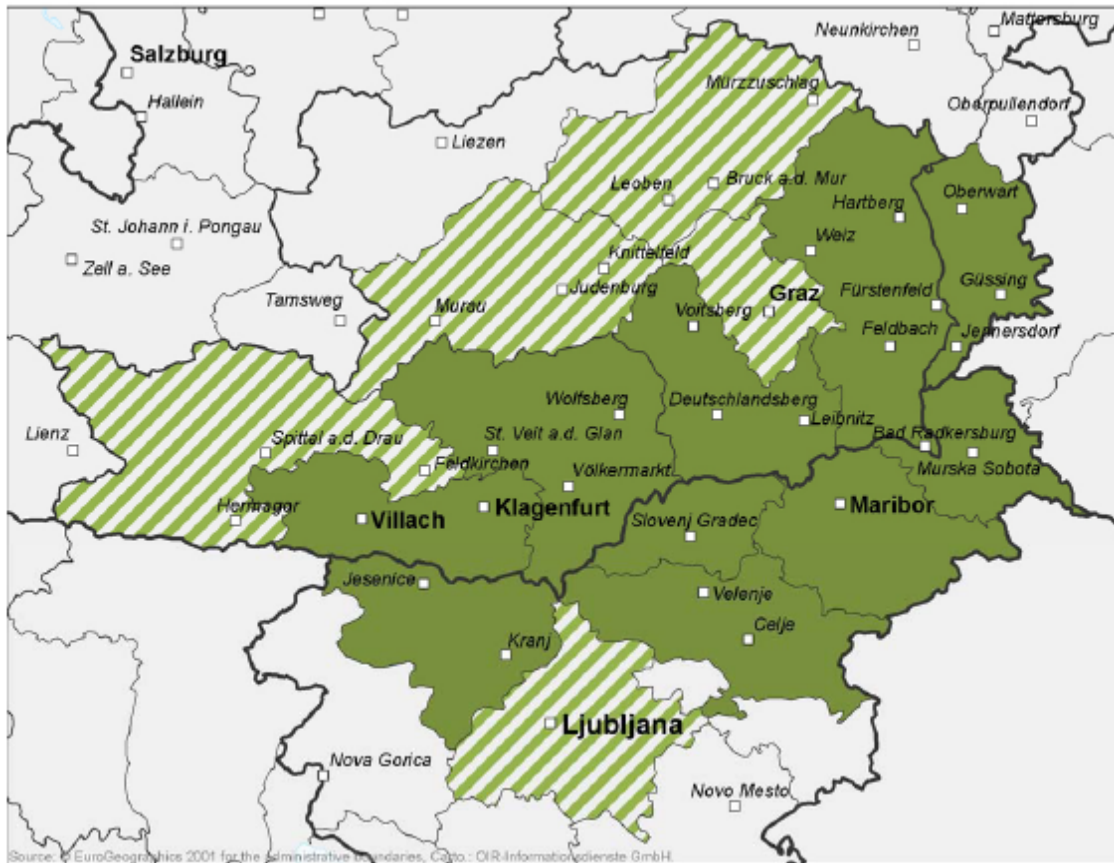 Neunkirchen
Mattersburg
Salzburg
Hallein
Mürzzuschlag
Oberpullendorf
Liezen
Leoben
Bruck a.d. Mur
Oberwart
Hartberg
St. Johann i. Pongau
Weiz
Zell a. See
Knittelfeld
Güssing
Tamsweg
Judenburg
Graz
Fürstenfeld
Murau
Voitsberg
Feldbach
Jennersdorf
Wolfsberg
Deutschlandsberg
Leibnitz
Lienz
Spittal a.d. Drau
St. Veit a.d. Glan
Bad Radkersburg
Feldkirchen
Völkermarkt
Murska Sobota
Hermagor
Villach
Klagenfurt
Maribor
Slovenj Gradec
Jesenice
Velenje
Kranj
Celje
Ljubljana
Nova Gorica
Novo Mesto
Source: © EuroGeographics 2001 for the administrative boundaries, Carto.: ÖIR-Informationsdienste GmbH.